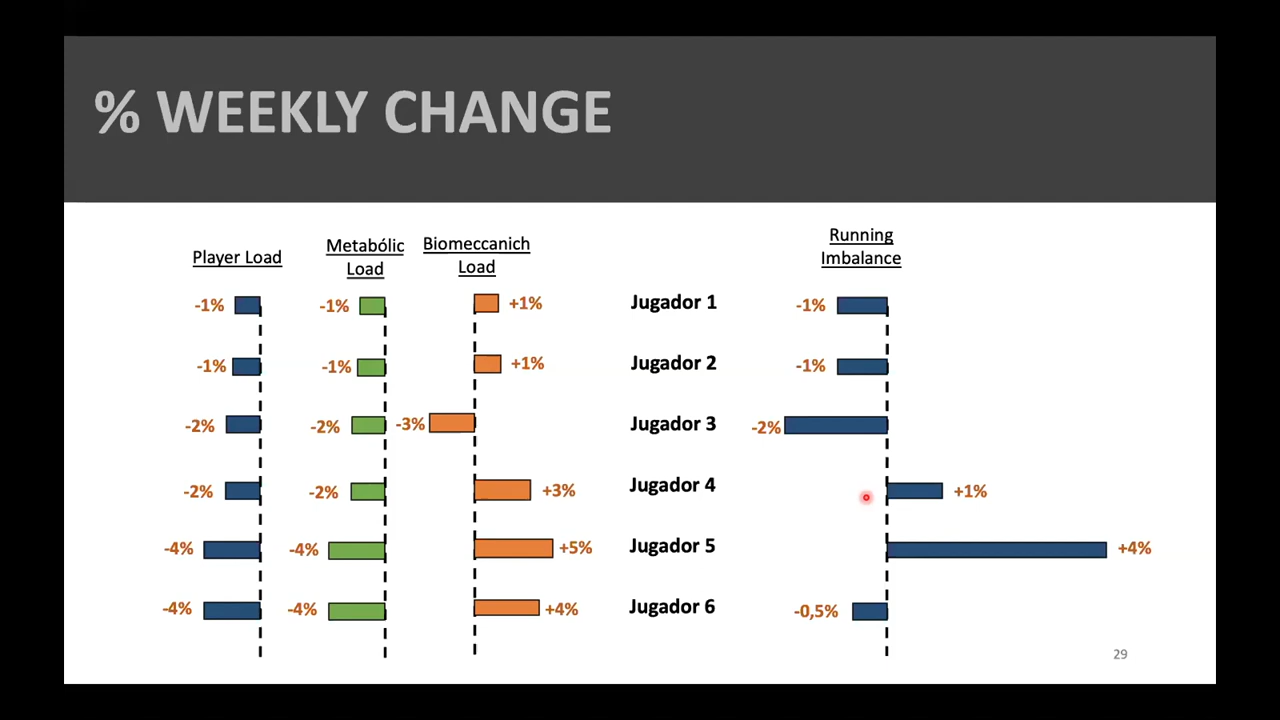 % WEEKLY CHANGE
Player Load
Metabólic
Load
Biomeccanich
Load
Running
Imbalance
-1% -1% +1% Jugador 1 -1%
-1% -1% +1% Jugador 2 -1%
-2% -2% -3% Jugador 3 -2%
-2% -2% +3% Jugador 4 +1%
-4% -4% +5% Jugador 5 +4%
-4% -4% +4% Jugador 6 -0,5%
29